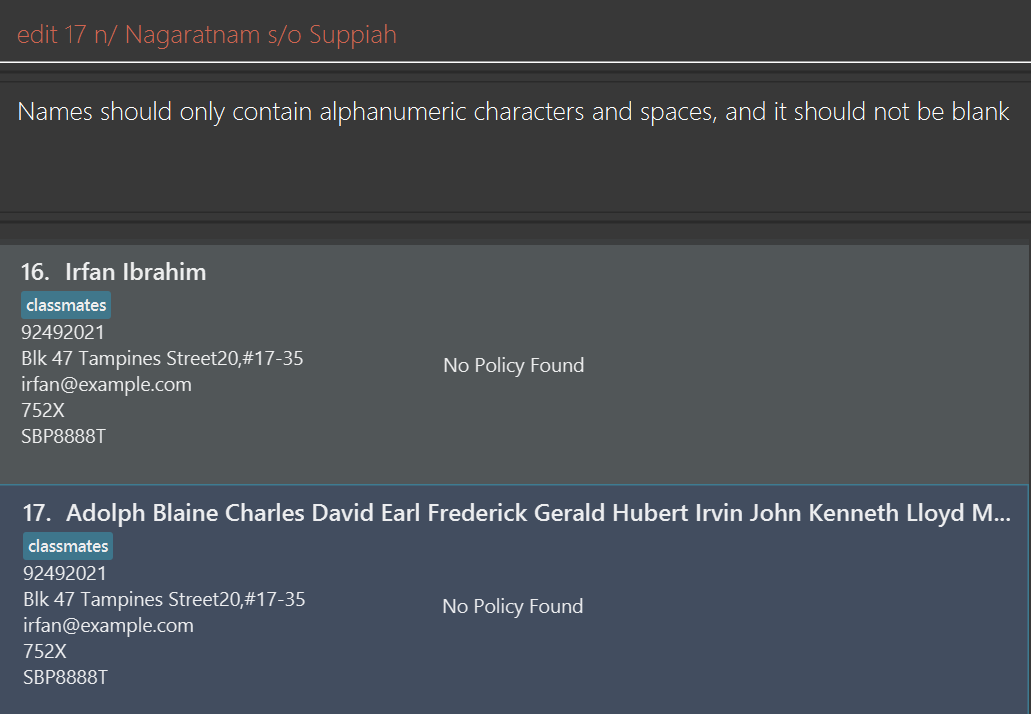 edit 17 n/ Nagaratnam s/o Suppiah
Names should only contain alphanumeric characters and spaces, and it should not be blank
16. Irfan Ibrahim
classmates
92492021
Blk 47 Tampines Street20,#17-35
irfan@example.com
752X
SBP8888T
No Policy Found
17. Adolph Blaine Charles David Earl Frederick Gerald Hubert Irvin John Kenneth Lloyd M...
classmates
92492021
Blk 47 Tampines Street20,#17-35
irfan@example.com
752X
SBP8888T
No Policy Found